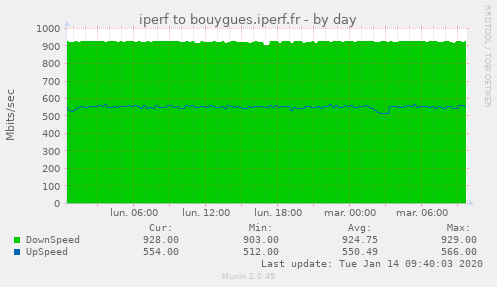 iperf to bouygues.iperf.fr - by day
RRDTOOL / TOBI OETIKER
Mbits/sec
1000
900
800
700
600
500
400
300
200
100
0
lun. 06:00 lun. 12:00 lun. 18:00 mar. 00:00 mar. 06:00
Cur: Min: Avg: Max:
DownSpeed 928.00 903.00 924.75 929.00
UpSpeed 554.00 512.00 550.49 566.00
Last update: Tue Jan 14 09:40:03 2020
Munin 2.0.49